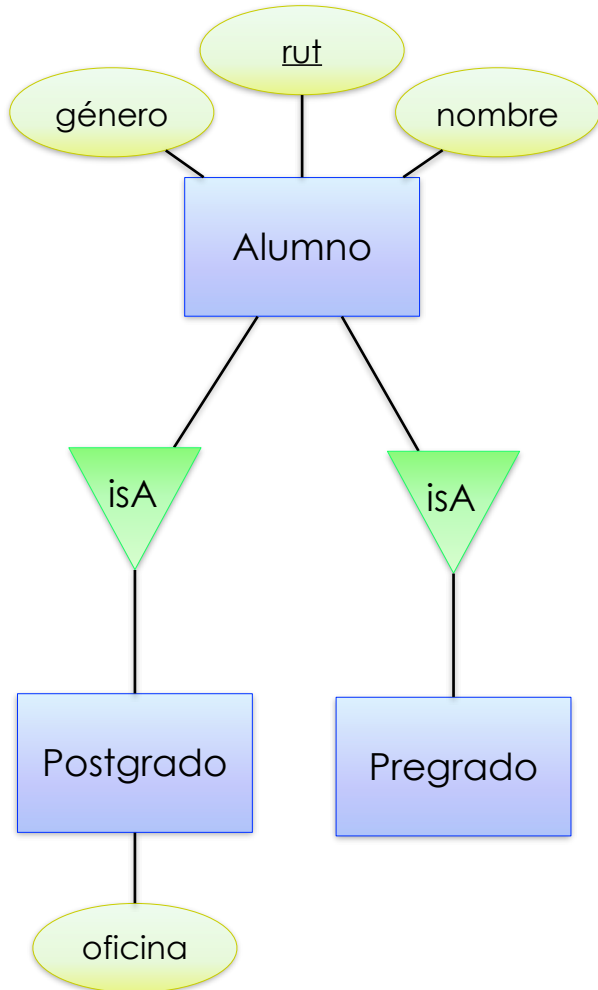 rut
género
nombre
Alumno
isA
isA
Postgrado
Pregrado
oficina